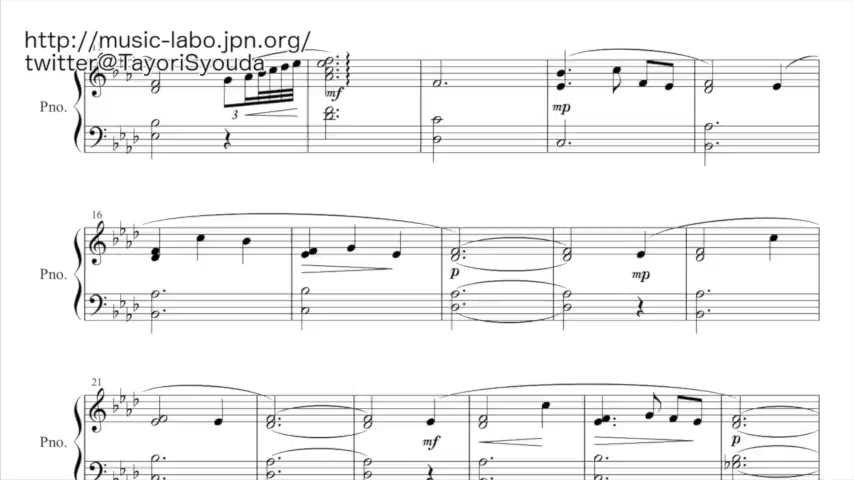 http://music-labo.jpn.org/
twitter@TayoriSyouda
Pno.
3
mf
mp
16
Pno.
p
mp
21
Pno.
mf
p